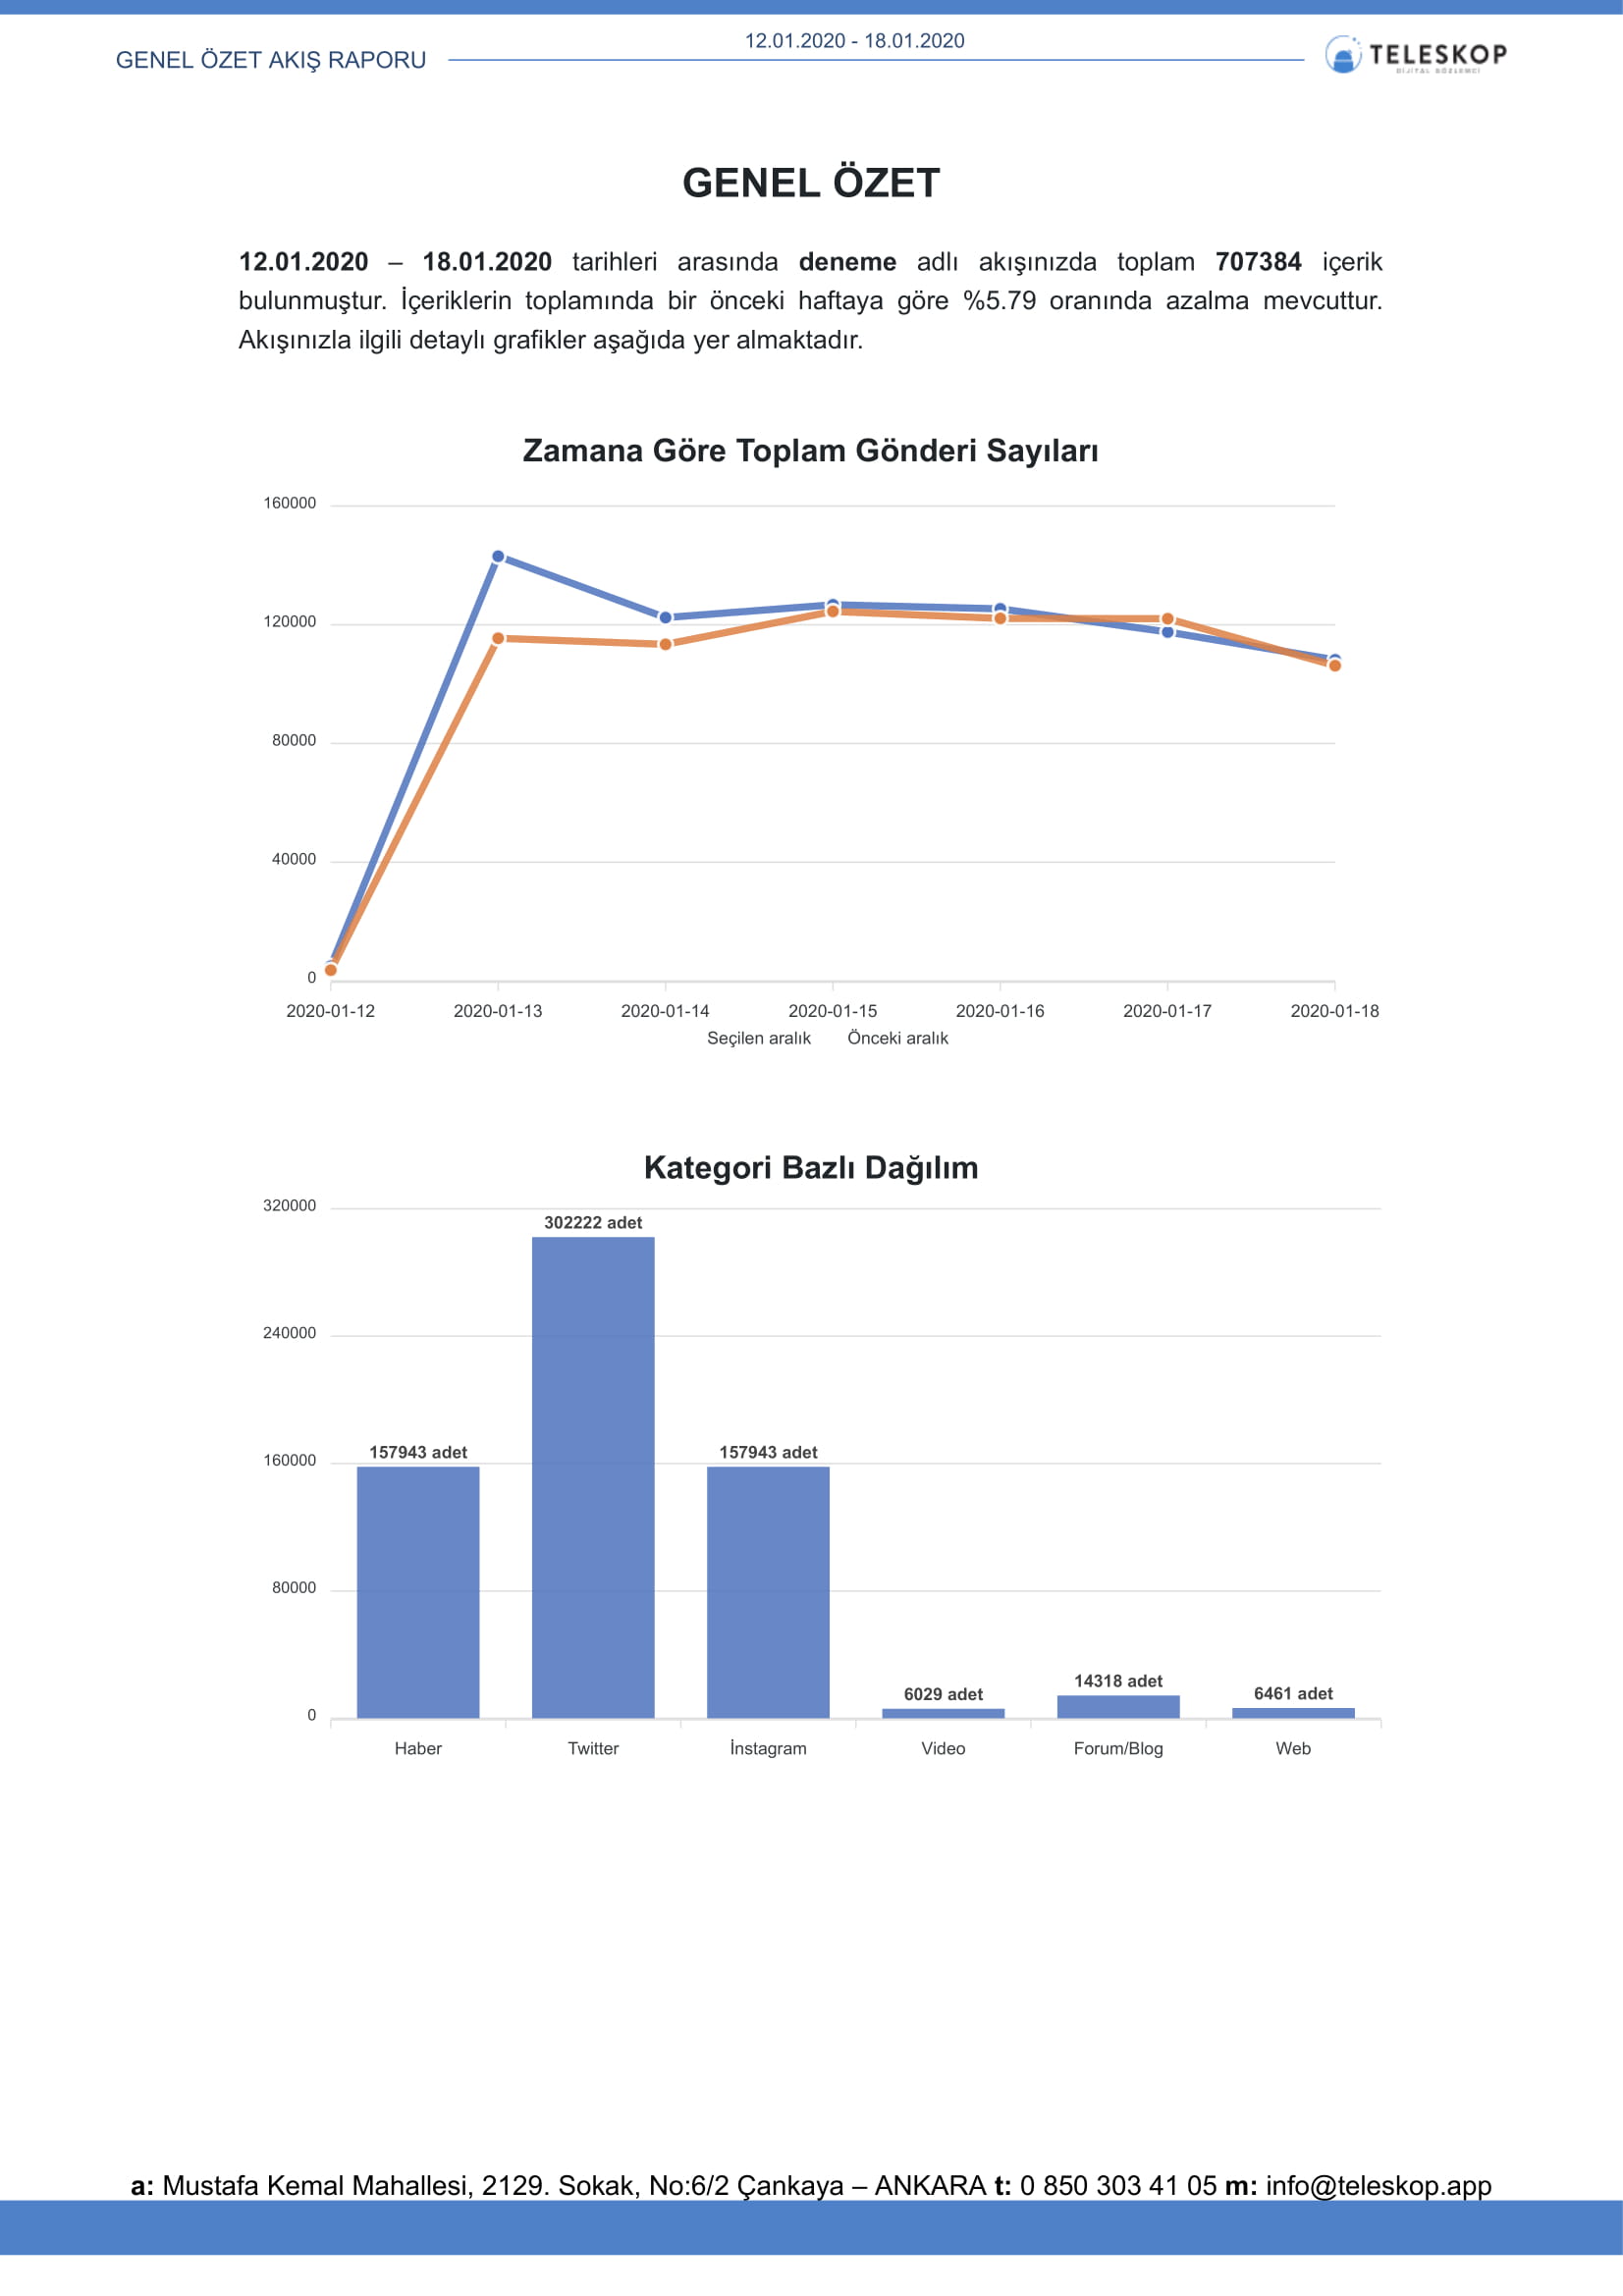 GENEL ÖZET AKIŞ RAPORU
12.01.2020 - 18.01.2020
TELESKOP
DİJİTAL GÖZLEMCİ
GENEL ÖZET
12.01.2020 – 18.01.2020 tarihleri arasında deneme adlı akışınızda toplam 707384 içerik
bulunmuştur. İçeriklerin toplamında bir önceki haftaya göre %5.79 oranında azalma mevcuttur.
Akışınızla ilgili detaylı grafikler aşağıda yer almaktadır.
Zamana Göre Toplam Gönderi Sayıları
160000
120000
80000
40000
0
2020-01-12 2020-01-13 2020-01-14 2020-01-15 2020-01-16 2020-01-17 2020-01-18
Seçilen aralık Önceki aralık
Kategori Bazlı Dağılım
320000
302222 adet
240000
157943 adet 157943 adet
160000
80000
14318 adet
6029 adet 6461 adet
0
Haber Twitter İnstagram Video Forum/Blog Web
a: Mustafa Kemal Mahallesi, 2129. Sokak, No:6/2 Çankaya – ANKARA t: 0 850 303 41 05 m: info@teleskop.app